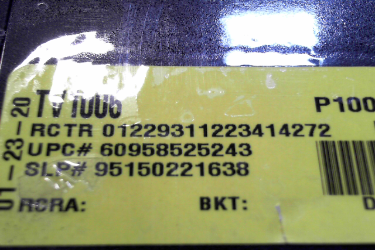 TV1006 P100
RCTR 01229311223414272
UPC# 60958525243
SLP# 95150221638
RCRA: BKT: D
01-23-20